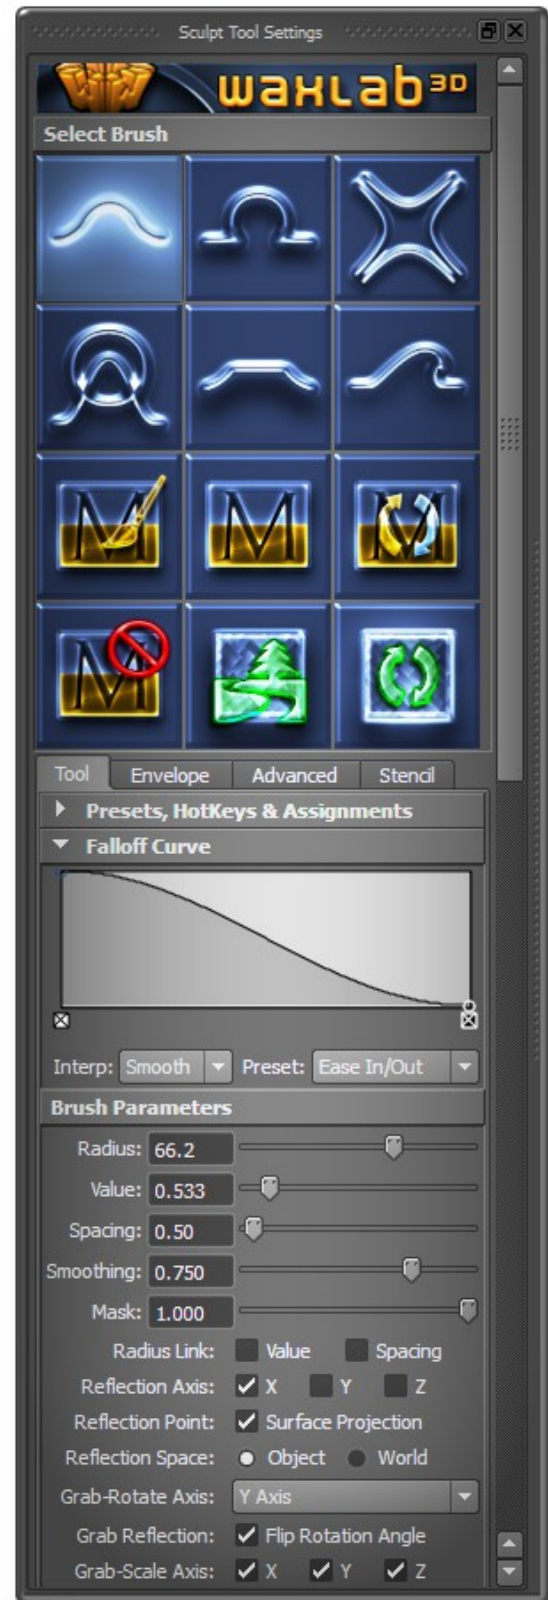 Sculpt Tool Settings
waxLab 3D
Select Brush
M
M
M
M
Tool Envelope Advanced Stencil
Presets, HotKeys & Assignments
Falloff Curve
Interp: Smooth Preset: Ease In/Out
Brush Parameters
Radius: 66.2
Value: 0.533
Spacing: 0.50
Smoothing: 0.750
Mask: 1.000
Radius Link: Value Spacing
Reflection Axis: X Y Z
Reflection Point: Surface Projection
Reflection Space: Object World
Grab-Rotate Axis: Y Axis
Grab Reflection: Flip Rotation Angle
Grab-Scale Axis: X Y Z